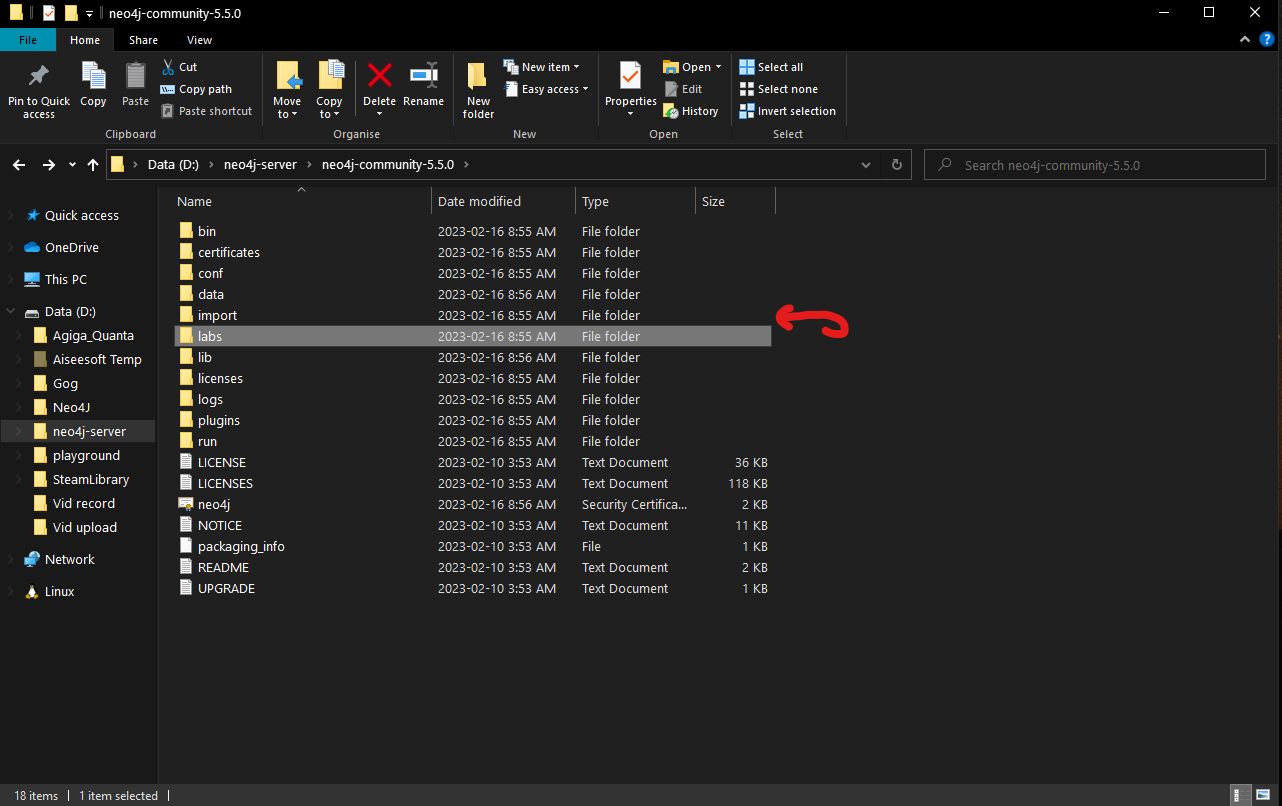 neo4j-community-5.5.0
File Home Share View
Pin to Quick access
Copy
Paste
Cut
Copy path
Paste shortcut
Move to
Copy to
Delete
Rename
New folder
New item
Easy access
Properties
Open
Edit
History
Select all
Select none
Invert selection
Clipboard Organise New Open Select
Data (D:) neo4j-server neo4j-community-5.5.0
Search neo4j-community-5.5.0
Quick access
OneDrive
This PC
Data (D:)
Agiga_Quanta
Aiseesoft Temp
Gog
Neo4J
neo4j-server
playground
SteamLibrary
Vid record
Vid upload
Network
Linux
Name Date modified Type Size
bin 2023-02-16 8:55 AM File folder
certificates 2023-02-16 8:55 AM File folder
conf 2023-02-16 8:55 AM File folder
data 2023-02-16 8:56 AM File folder
import 2023-02-16 8:55 AM File folder
labs 2023-02-16 8:55 AM File folder
lib 2023-02-16 8:56 AM File folder
licenses 2023-02-16 8:55 AM File folder
logs 2023-02-16 8:55 AM File folder
plugins 2023-02-16 8:55 AM File folder
run 2023-02-16 8:55 AM File folder
LICENSE 2023-02-10 3:53 AM Text Document 36 KB
LICENSES 2023-02-10 3:53 AM Text Document 118 KB
neo4j 2023-02-16 8:56 AM Security Certifica... 2 KB
NOTICE 2023-02-10 3:53 AM Text Document 11 KB
packaging_info 2023-02-10 3:53 AM File 1 KB
README 2023-02-10 3:53 AM Text Document 2 KB
UPGRADE 2023-02-10 3:53 AM Text Document 1 KB
18 items 1 item selected